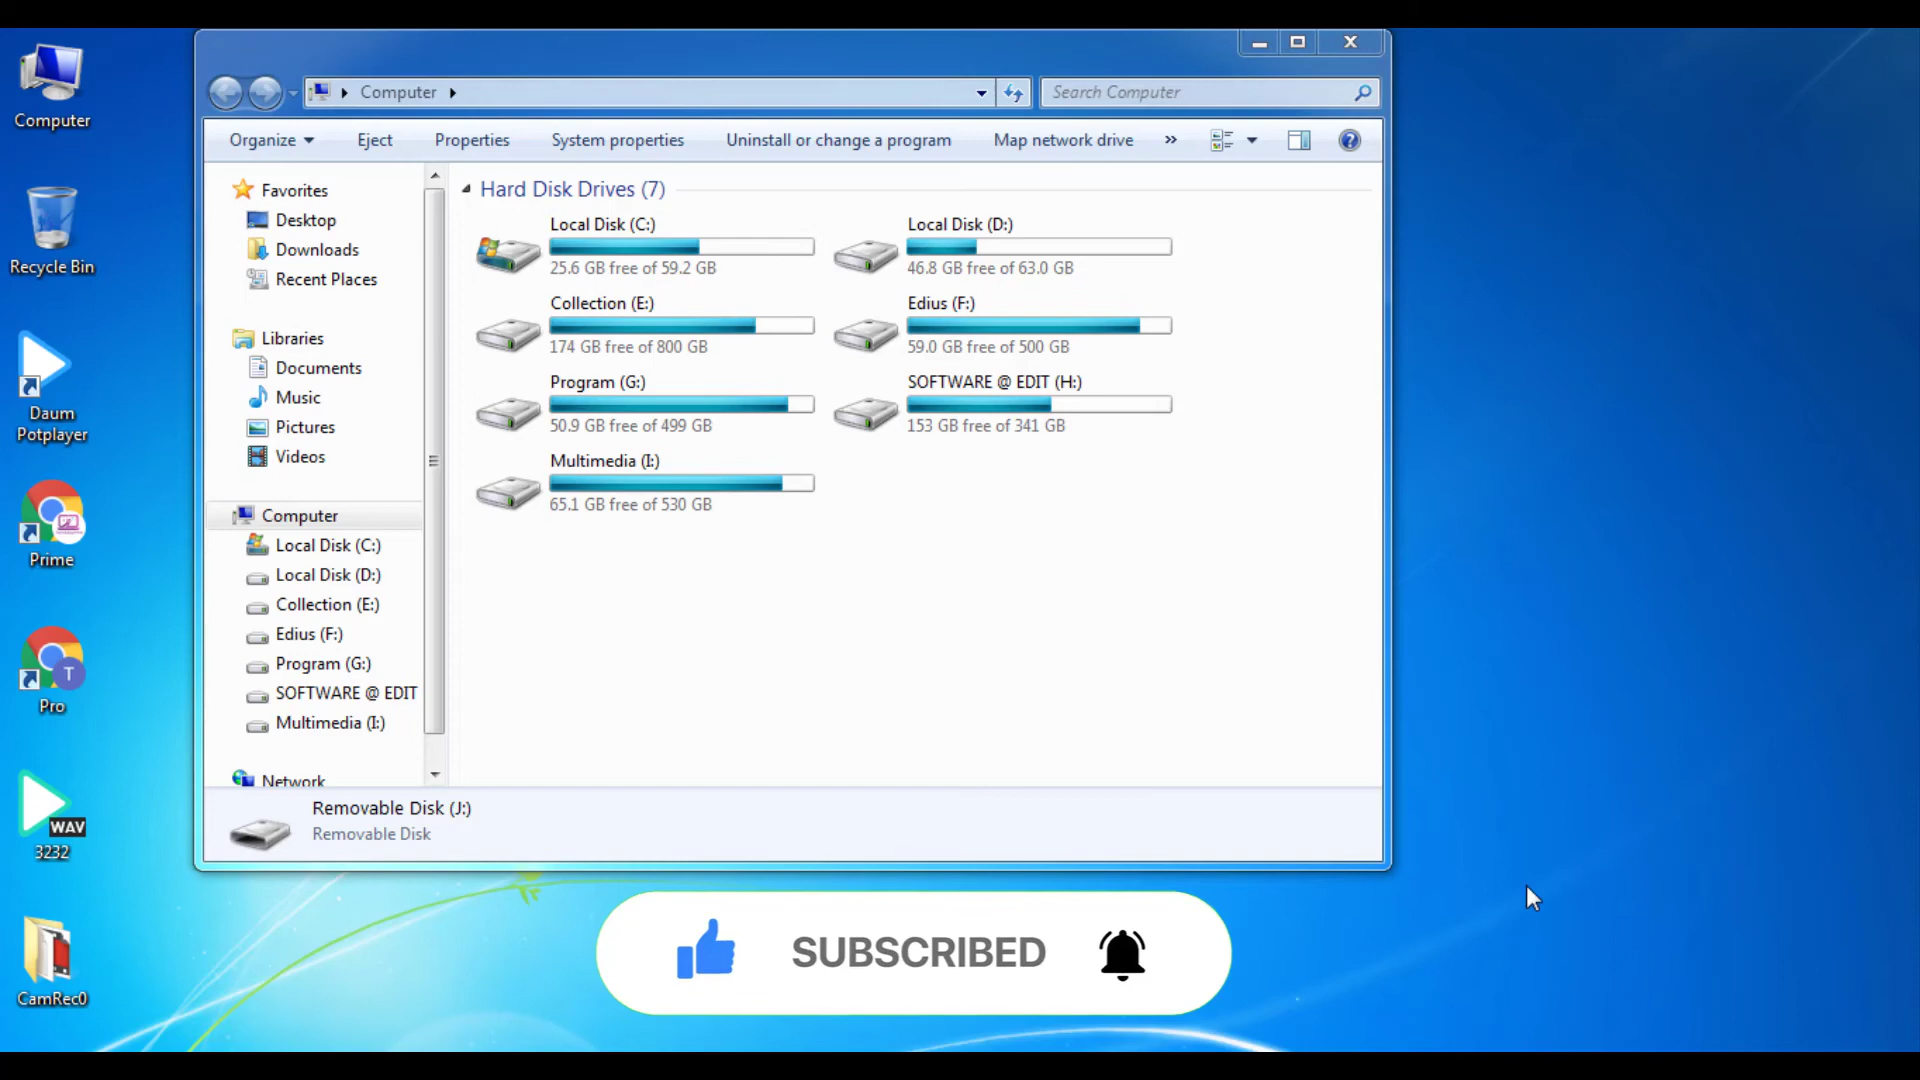 Computer
Recycle Bin
Daum
Potplayer
Prime
T
Pro
WAV
3232
CamRec0
Computer
Search Computer
Organize
Eject
Properties
System properties
Uninstall or change a program
Map network drive
»
Favorites
Desktop
Downloads
Recent Places
Libraries
Documents
Music
Pictures
Videos
Computer
Local Disk (C:)
Local Disk (D:)
Collection (E:)
Edius (F:)
Program (G:)
SOFTWARE @ EDIT
Multimedia (I:)
Network
Hard Disk Drives (7)
Local Disk (C:)
25.6 GB free of 59.2 GB
Local Disk (D:)
46.8 GB free of 63.0 GB
Collection (E:)
174 GB free of 800 GB
Edius (F:)
59.0 GB free of 500 GB
Program (G:)
50.9 GB free of 499 GB
SOFTWARE @ EDIT (H:)
153 GB free of 341 GB
Multimedia (I:)
65.1 GB free of 530 GB
Removable Disk (J:)
Removable Disk
SUBSCRIBED